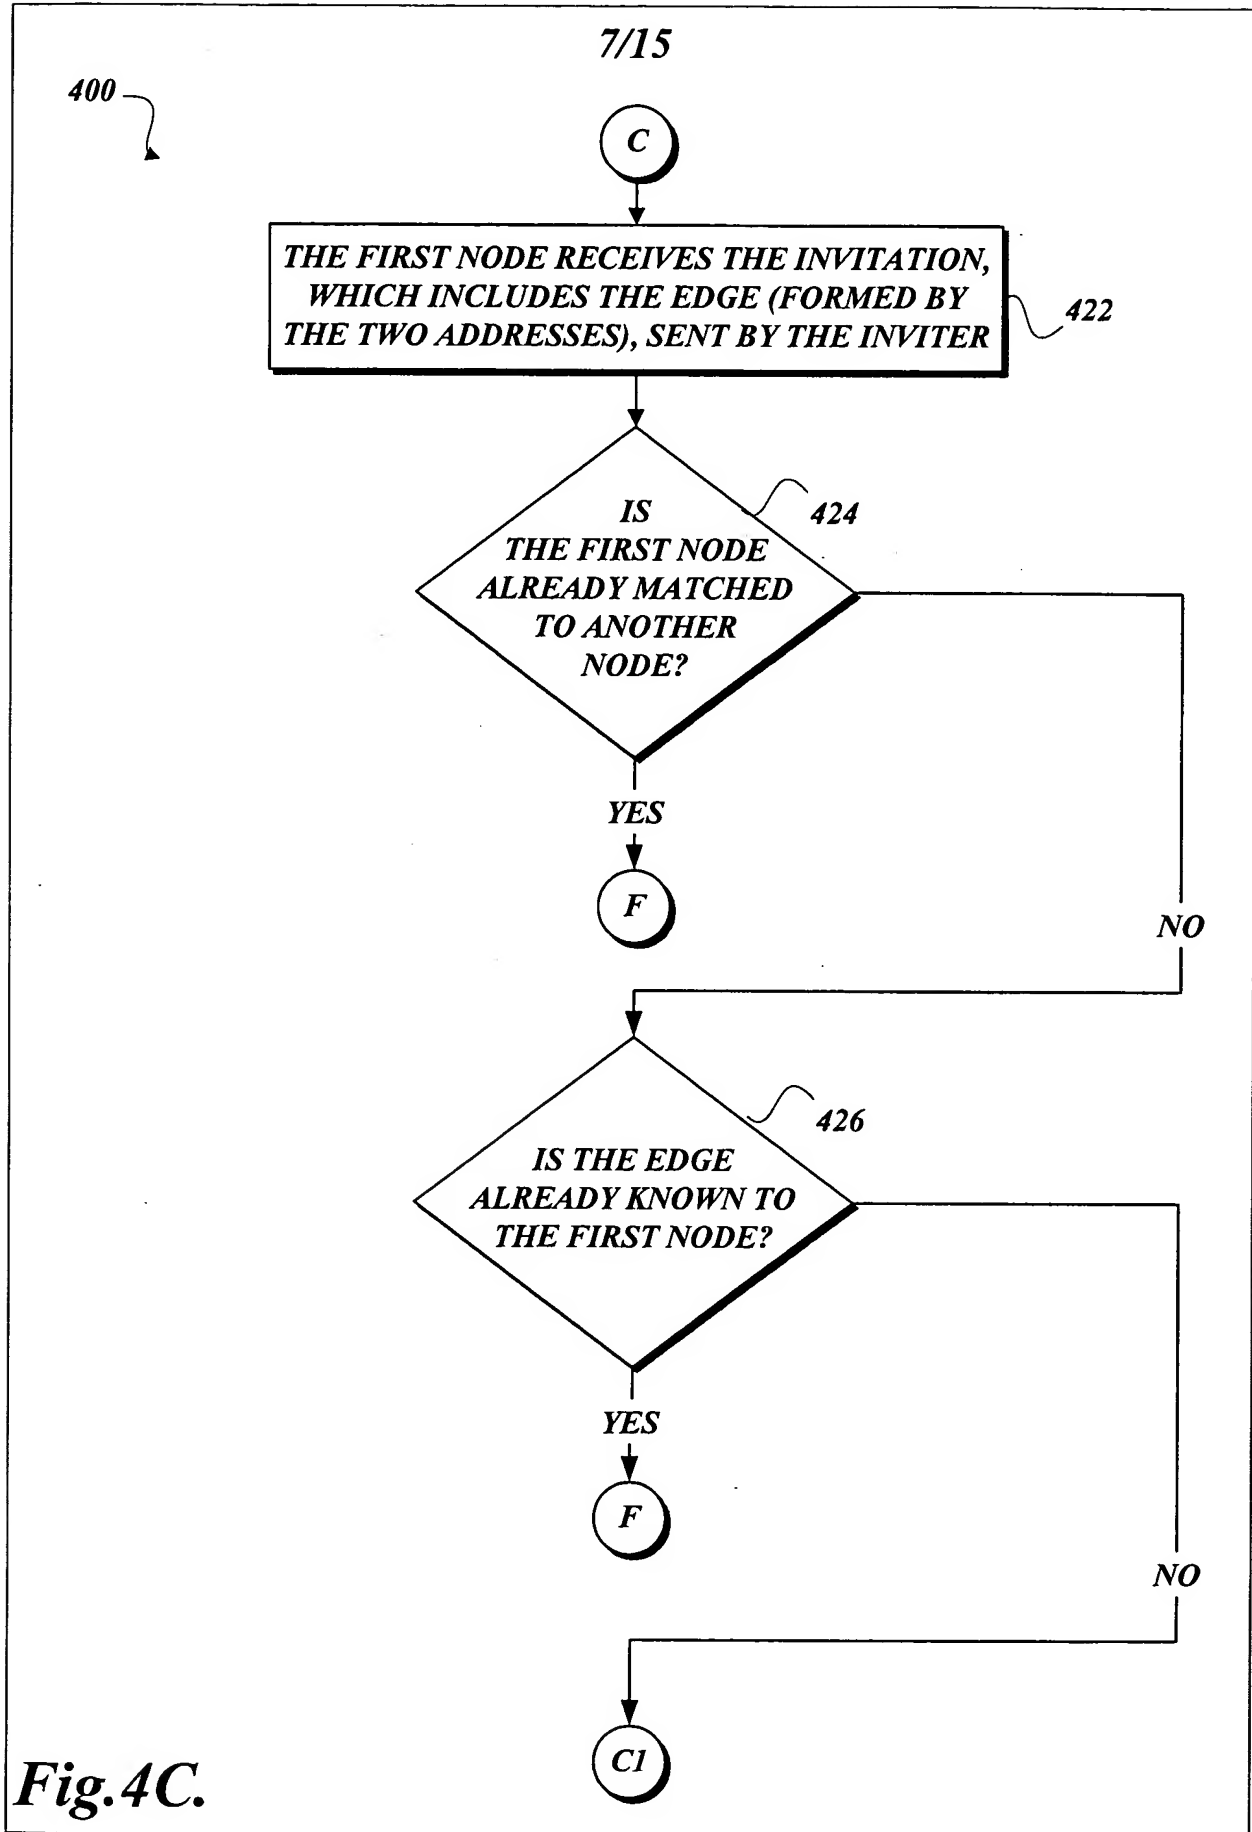 7/15
400
C
THE FIRST NODE RECEIVES THE INVITATION,
WHICH INCLUDES THE EDGE (FORMED BY
THE TWO ADDRESSES), SENT BY THE INVITER
422
IS
THE FIRST NODE
ALREADY MATCHED
TO ANOTHER
NODE?
424
YES
F
NO
426
IS THE EDGE
ALREADY KNOWN TO
THE FIRST NODE?
YES
F
NO
C1
Fig.4C.